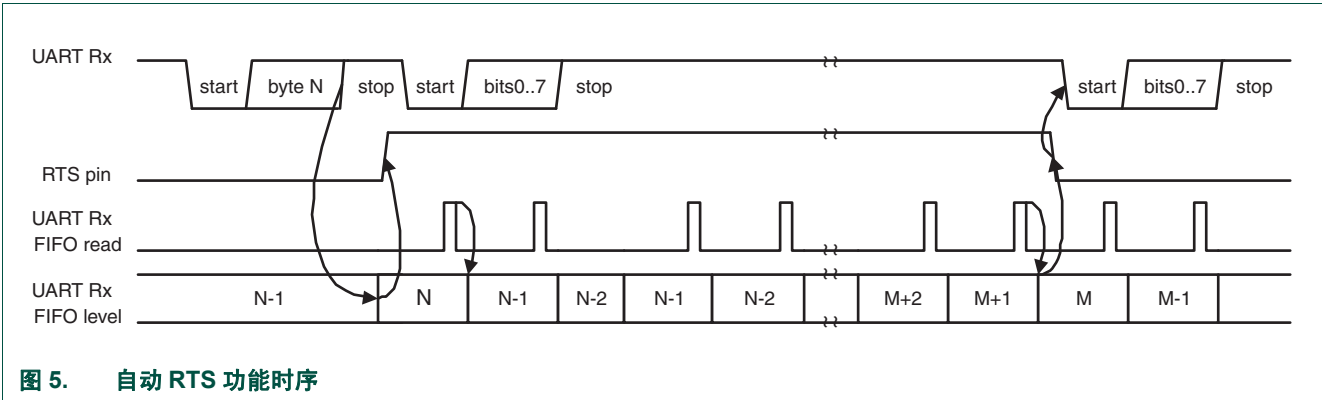 UART Rx
start byte N stop start bits0..7 stop start bits0..7 stop
RTS pin
UART Rx
FIFO read
UART Rx
FIFO level
N-1 N N-1 N-2 N-1 N-2 M+2 M+1 M M-1
图 5. 自动 RTS 功能时序